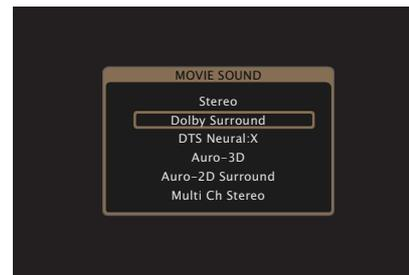 MOVIE SOUND
Stereo
Dolby Surround
DTS Neural:X
Auro-3D
Auro-2D Surround
Multi Ch Stereo